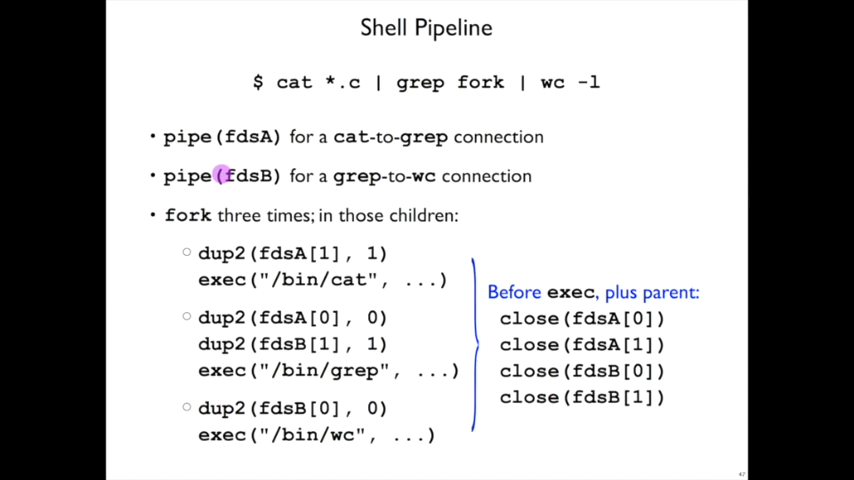 Shell Pipeline
$ cat *.c | grep fork | wc -l
• pipe(fdsA) for a cat-to-grep connection
• pipe(fdsB) for a grep-to-wc connection
• fork three times; in those children:
○ dup2(fdsA[1], 1)
exec("/bin/cat", ...)
○ dup2(fdsA[0], 0)
dup2(fdsB[1], 1)
exec("/bin/grep", ...)
○ dup2(fdsB[0], 0)
exec("/bin/wc", ...)
Before exec, plus parent:
close(fdsA[0])
close(fdsA[1])
close(fdsB[0])
close(fdsB[1])
47